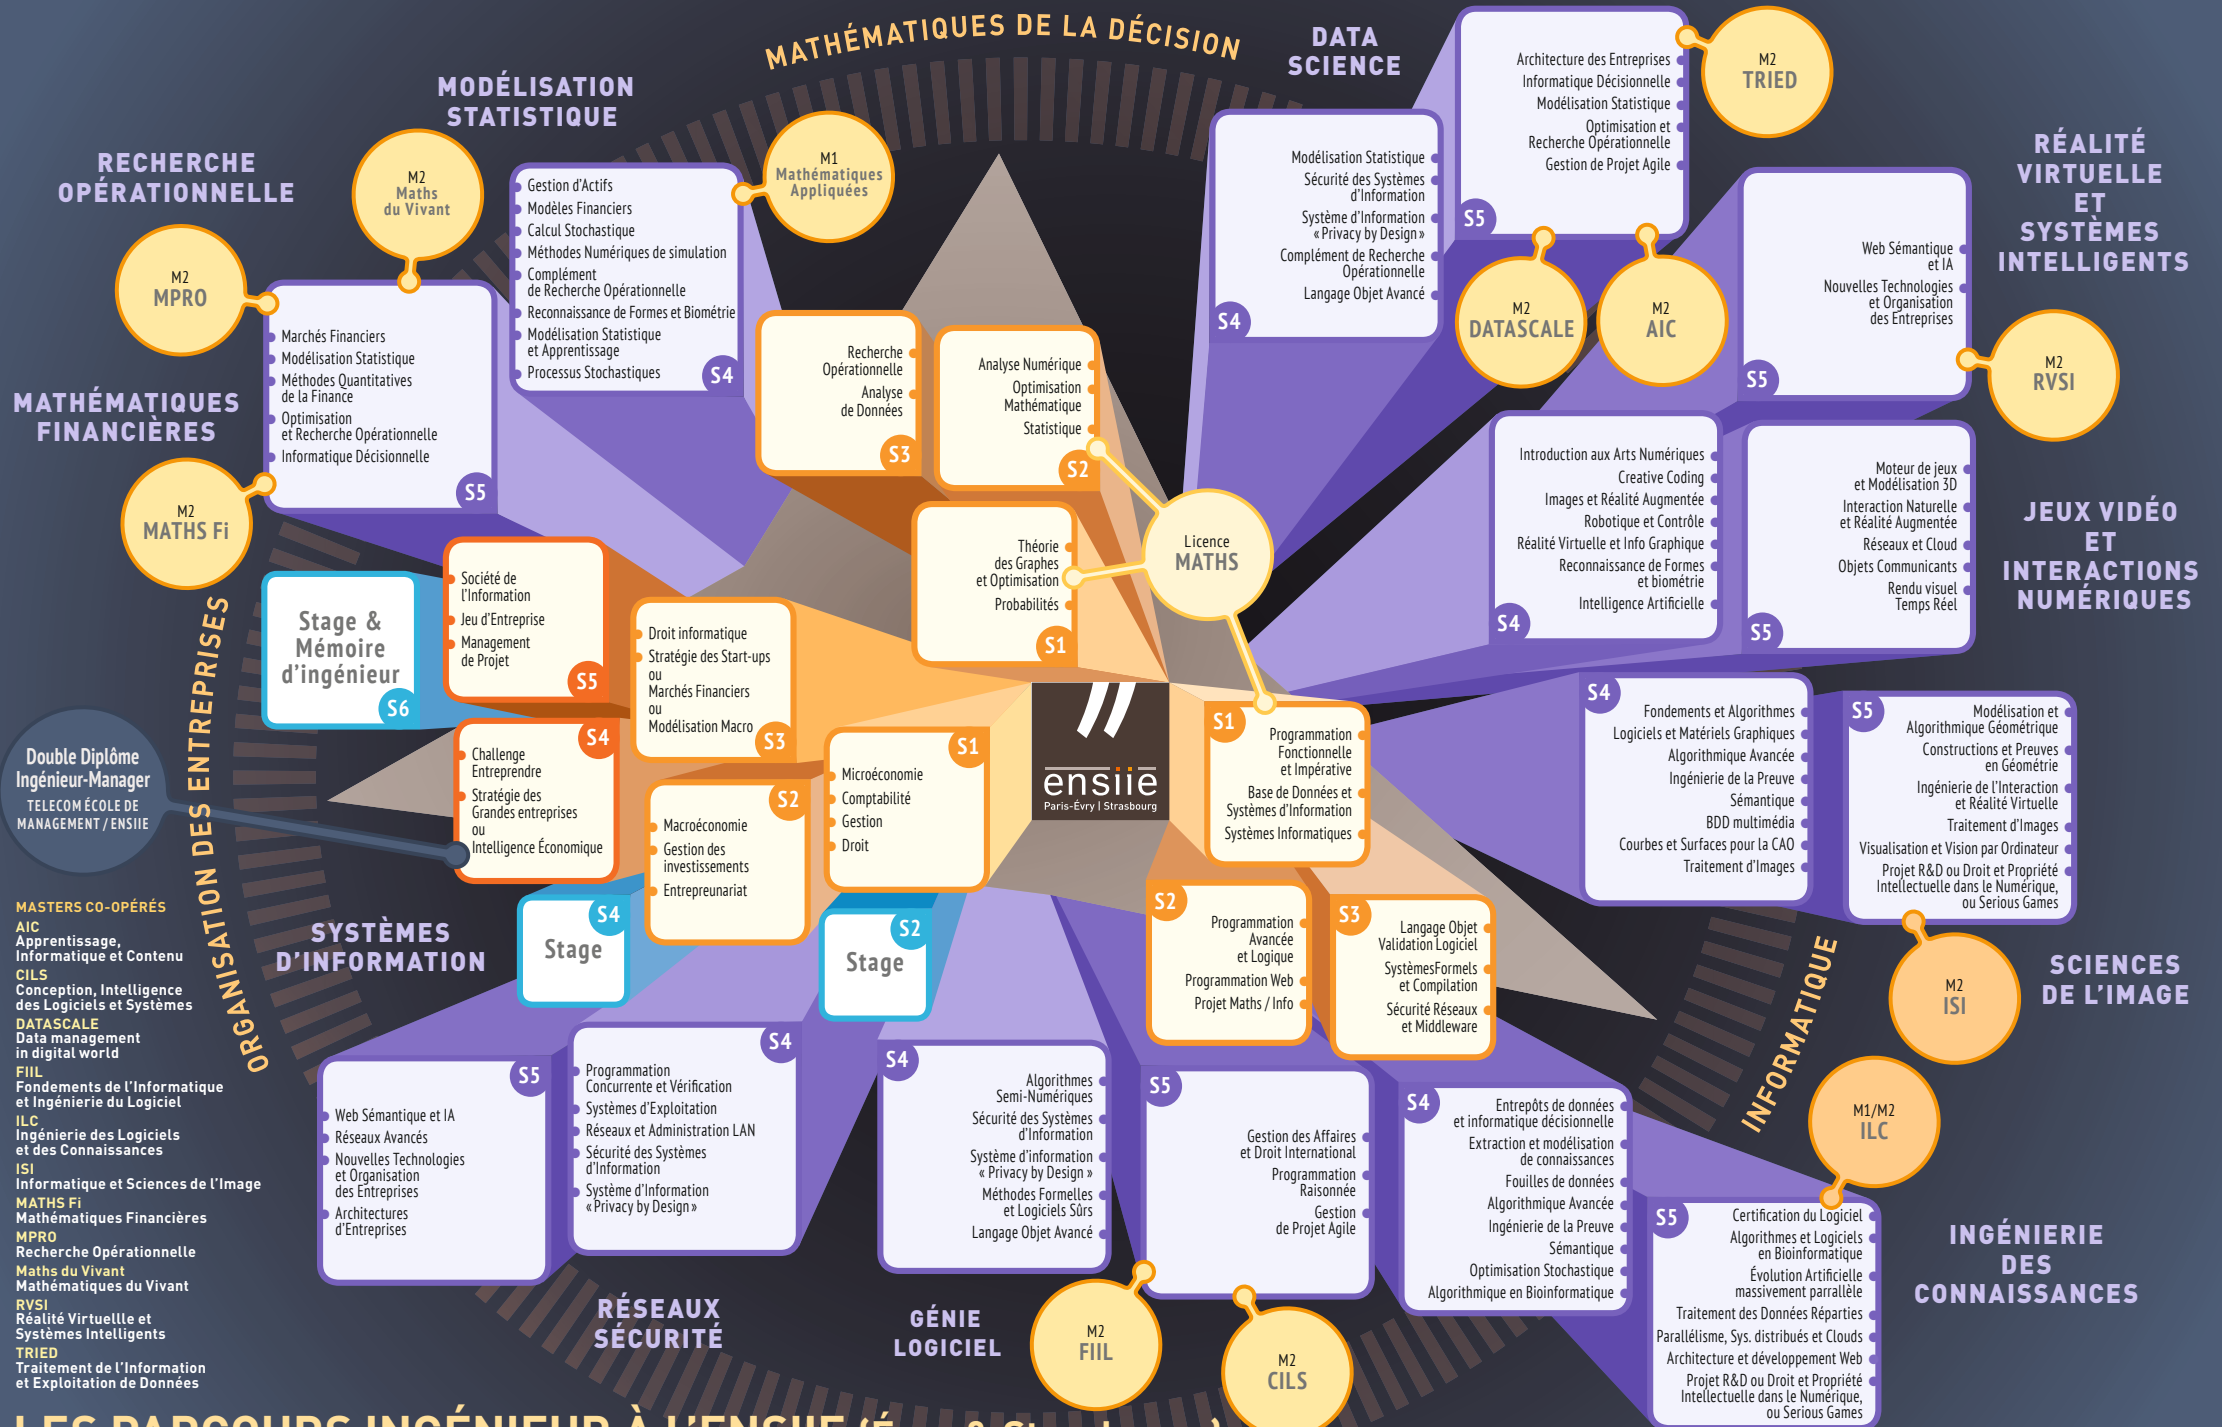 MATHÉMATIQUES DE LA DÉCISION
MODÉLISATION
STATISTIQUE
RECHERCHE
OPÉRATIONNELLE
MATHÉMATIQUES
FINANCIÈRES
M2
MPRO
M2
Maths
du Vivant
M2
MATHS Fi
M1
Mathématiques
Appliquées
Gestion d'Actifs
Modèles Financiers
Calcul Stochastique
Méthodes Numériques de simulation
Complément
de Recherche Opérationnelle
Reconnaissance de Formes et Biométrie
Modélisation Statistique
et Apprentissage
Processus Stochastiques
S4
Marchés Financiers
Modélisation Statistique
Méthodes Quantitatives
de la Finance
Optimisation
et Recherche Opérationnelle
Informatique Décisionnelle
S5
Recherche
Opérationnelle
Analyse
de Données
S3
Analyse Numérique
Optimisation
Mathématique
Statistique
S2
Théorie
des Graphes
et Optimisation
Probabilités
S1
Licence
MATHS
DATA
SCIENCE
Modélisation Statistique
Sécurité des Systèmes
d'Information
Système d'Information
«Privacy by Design»
Complément de Recherche
Opérationnelle
Langage Objet Avancé
S4
Architecture des Entreprises
Informatique Décisionnelle
Modélisation Statistique
Optimisation et
Recherche Opérationnelle
Gestion de Projet Agile
S5
M2
TRIED
M2
DATASCALE
M2
AIC
RÉALITÉ
VIRTUELLE
ET
SYSTÈMES
INTELLIGENTS
Web Sémantique
et IA
Nouvelles Technologies
et Organisation
des Entreprises
S5
M2
RVSI
Introduction aux Arts Numériques
Creative Coding
Images et Réalité Augmentée
Robotique et Contrôle
Réalité Virtuelle et Info Graphique
Reconnaissance de Formes
et biométrie
Intelligence Artificielle
S4
Moteur de jeux
et Modélisation 3D
Interaction Naturelle
et Réalité Augmentée
Réseaux et Cloud
Objets Communicants
Rendu visuel
Temps Réel
S5
JEUX VIDÉO
ET
INTERACTIONS
NUMÉRIQUES
ORGANISATION DES ENTREPRISES
Stage &
Mémoire
d'ingénieur
S6
Société de
l'Information
Jeu d'Entreprise
Management
de Projet
S5
Droit informatique
Stratégie des Start-ups
ou
Marchés Financiers
ou
Modélisation Macro
S3
S4
Challenge
Entreprendre
Stratégie des
Grandes entreprises
ou
Intelligence Économique
S2
Macroéconomie
Gestion des
investissements
Entrepreunariat
S1
Microéconomie
Comptabilité
Gestion
Droit
S4
Stage
S2
Stage
Double Diplôme
Ingénieur-Manager
TELECOM ÉCOLE DE
MANAGEMENT / ENSIIE
ensiie
Paris-Évry | Strasbourg
S1
Programmation
Fonctionnelle
et Impérative
Base de Données et
Systèmes d'Information
Systèmes Informatiques
S2
Programmation
Avancée
et Logique
Programmation Web
Projet Maths / Info
S3
Langage Objet
Validation Logiciel
SystèmesFormels
et Compilation
Sécurité Réseaux
et Middleware
S4
Fondements et Algorithmes
Logiciels et Matériels Graphiques
Algorithmique Avancée
Ingénierie de la Preuve
Sémantique
BDD multimédia
Courbes et Surfaces pour la CAO
Traitement d'Images
S5
Modélisation et
Algorithmique Géométrique
Constructions et Preuves
en Géométrie
Ingénierie de l'Interaction
et Réalité Virtuelle
Traitement d'Images
Visualisation et Vision par Ordinateur
Projet R&D ou Droit et Propriété
Intellectuelle dans le Numérique,
ou Serious Games
M2
ISI
SCIENCES
DE L'IMAGE
INFORMATIQUE
M1/M2
ILC
SYSTÈMES
D'INFORMATION
S5
Web Sémantique et IA
Réseaux Avancés
Nouvelles Technologies
et Organisation
des Entreprises
Architectures
d'Entreprises
S4
Programmation
Concurrente et Vérification
Systèmes d'Exploitation
Réseaux et Administration LAN
Sécurité des Systèmes
d'Information
Système d'Information
«Privacy by Design»
RÉSEAUX
SÉCURITÉ
S4
Algorithmes
Semi-Numériques
Sécurité des Systèmes
d'Information
Système d'information
« Privacy by Design »
Méthodes Formelles
et Logiciels Sûrs
Langage Objet Avancé
GÉNIE
LOGICIEL
S5
Gestion des Affaires
et Droit International
Programmation
Raisonnée
Gestion
de Projet Agile
M2
FIIL
M2
CILS
S4
Entrepôts de données
et informatique décisionnelle
Extraction et modélisation
de connaissances
Fouilles de données
Algorithmique Avancée
Ingénierie de la Preuve
Sémantique
Optimisation Stochastique
Algorithmique en Bioinformatique
S5
Certification du Logiciel
Algorithmes et Logiciels
en Bioinformatique
Évolution Artificielle
massivement parrallèle
Traitement des Données Réparties
Parallélisme, Sys. distribués et Clouds
Architecture et développement Web
Projet R&D ou Droit et Propriété
Intellectuelle dans le Numérique,
ou Serious Games
INGÉNIERIE
DES
CONNAISSANCES
MASTERS CO-OPÉRÉS
AIC
Apprentissage,
Informatique et Contenu
CILS
Conception, Intelligence
des Logiciels et Systèmes
DATASCALE
Data management
in digital world
FIIL
Fondements de l'Informatique
et Ingénierie du Logiciel
ILC
Ingénierie des Logiciels
et des Connaissances
ISI
Informatique et Sciences de l'Image
MATHS Fi
Mathématiques Financières
MPRO
Recherche Opérationnelle
Maths du Vivant
Mathématiques du Vivant
RVSI
Réalité Virtuellle et
Systèmes Intelligents
TRIED
Traitement de l'Information
et Exploitation de Données
LES PARCOURS INGÉNIEUR À L'ENSIIE